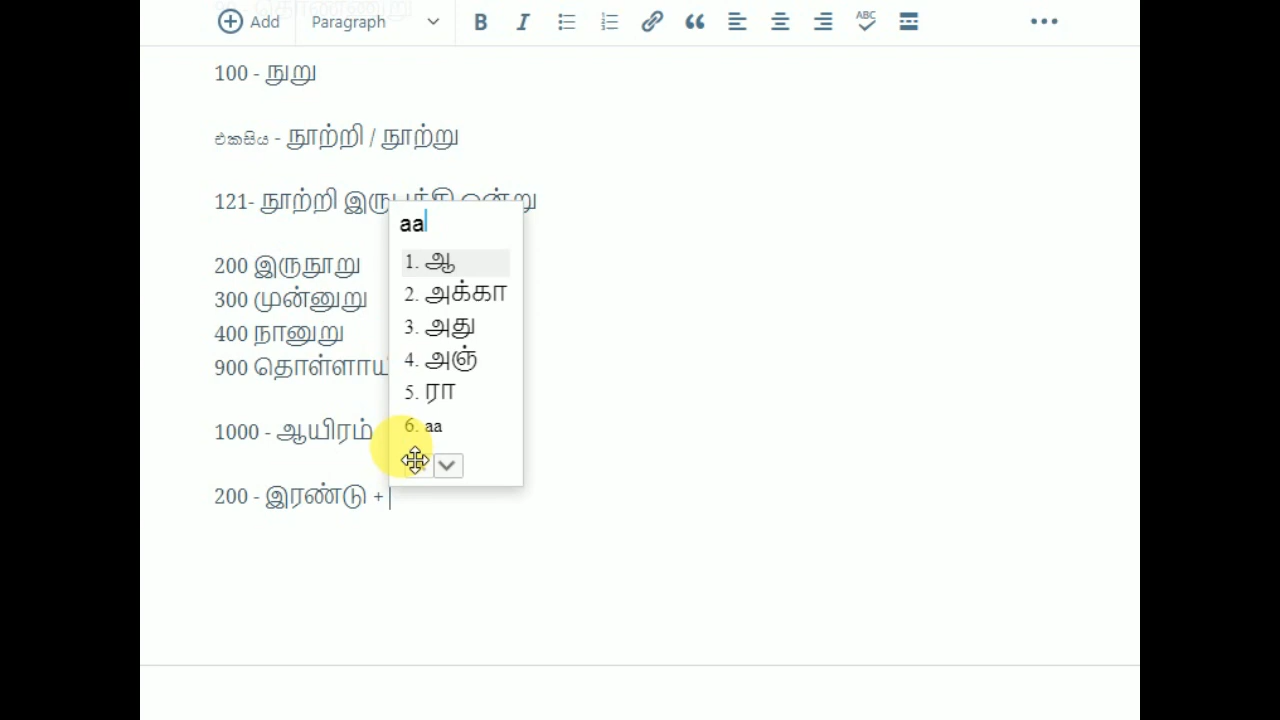 Add Paragraph B I ABC
100 - நுறு
එකසිය - நூற்றி / நூற்று
121- நூற்றி
200 இருநூறு
300 முன்னுறு
400 நானுறு
900
1000 - ஆயிரம்
200 - இரண்டு +
aa
1. ஆ
2. அக்கா
3. அது
4. அஞ்
5. ரா
6. aa